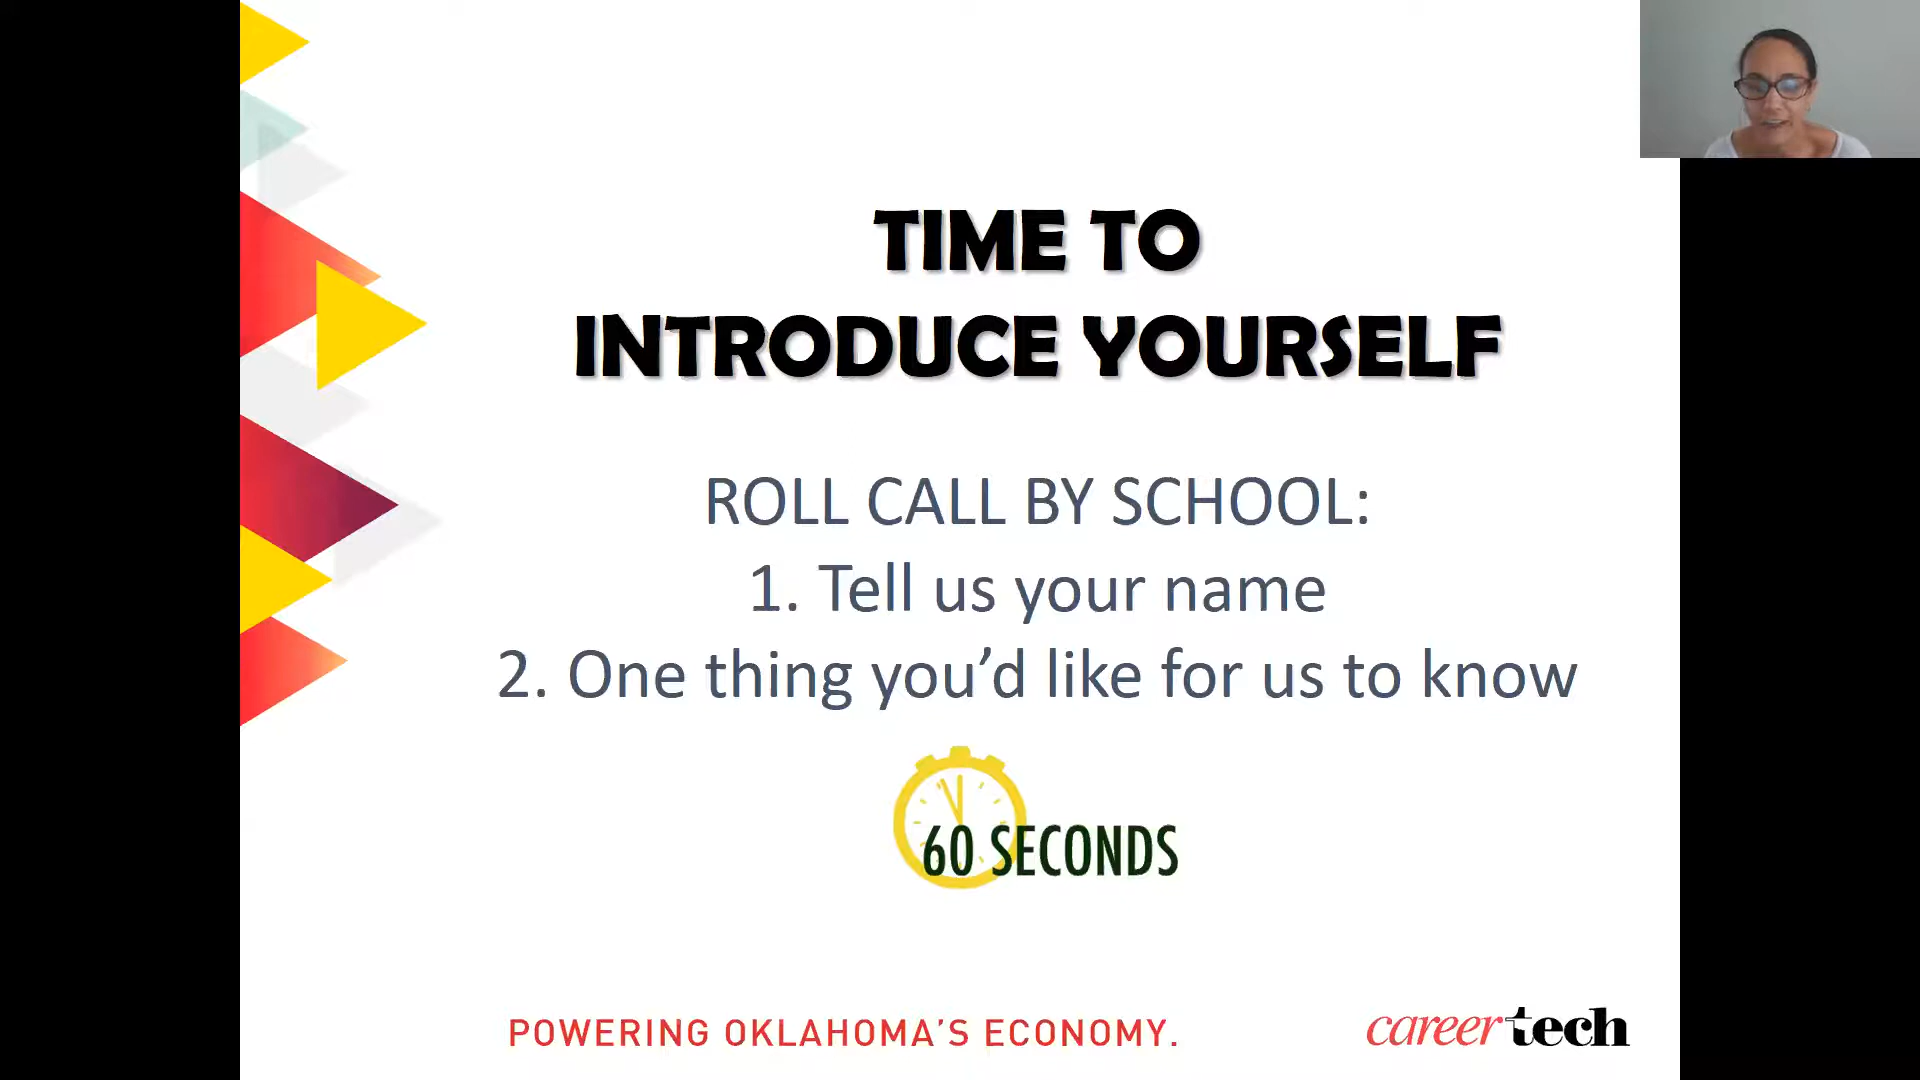 TIME TO
INTRODUCE YOURSELF
ROLL CALL BY SCHOOL:
1. Tell us your name
2. One thing you’d like for us to know
60 SECONDS
POWERING OKLAHOMA’S ECONOMY.
careertech